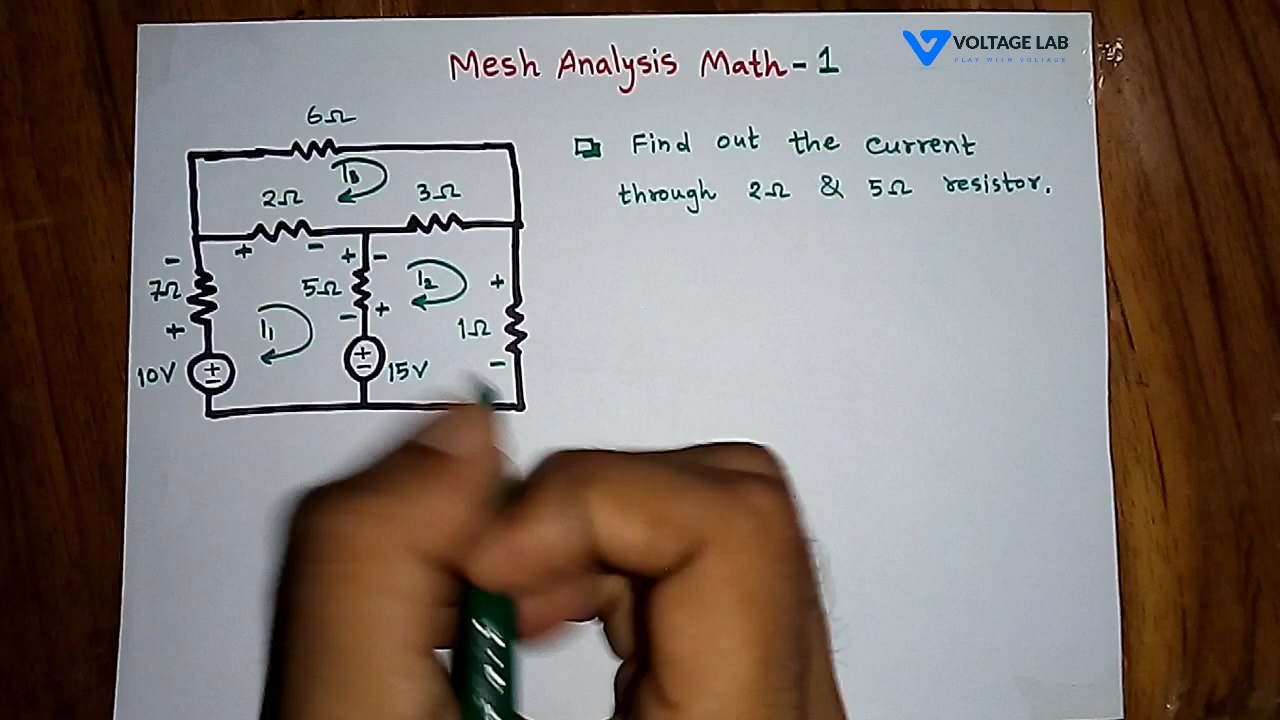 VOLTAGE LAB
PLAY WITH VOLTAGE
Mesh Analysis Math-1
Find out the current
through 2Ω & 5Ω resistor.
6Ω
I3
2Ω
3Ω
+ - + -
-
7Ω
+
5Ω
- +
I2
+
1Ω
-
I1
10V
+
-
+
-
15V